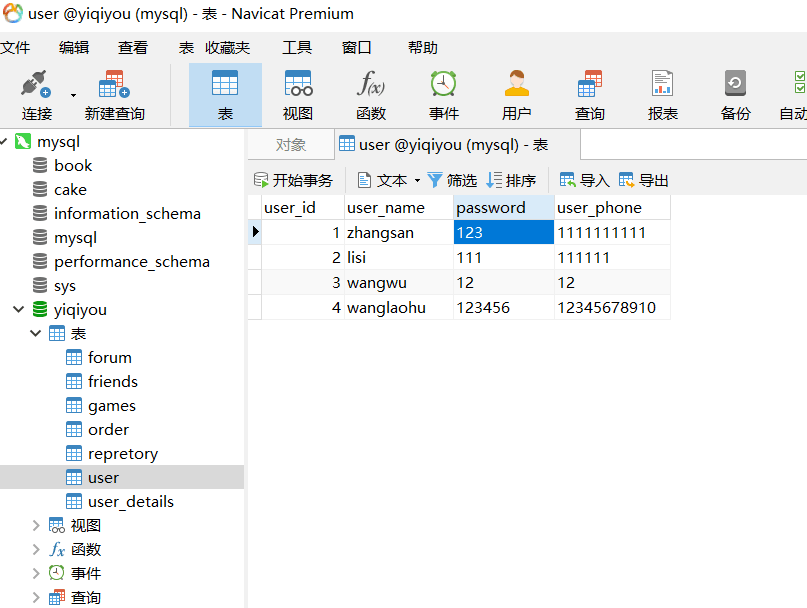 user @yiqiyou (mysql) - 表 - Navicat Premium
文件 编辑 查看 表 收藏夹 工具 窗口 帮助
连接 新建查询 表 视图 f(x) 函数 事件 用户 查询 报表 备份 自动
mysql
book
cake
information_schema
mysql
performance_schema
sys
yiqiyou
表
forum
friends
games
order
repretory
user
user_details
视图
fx 函数
事件
查询
对象 user @yiqiyou (mysql) - 表
开始事务 文本 筛选 排序 导入 导出
user_id user_name password user_phone
1 zhangsan 123 1111111111
2 lisi 111 111111
3 wangwu 12 12
4 wanglaohu 123456 12345678910